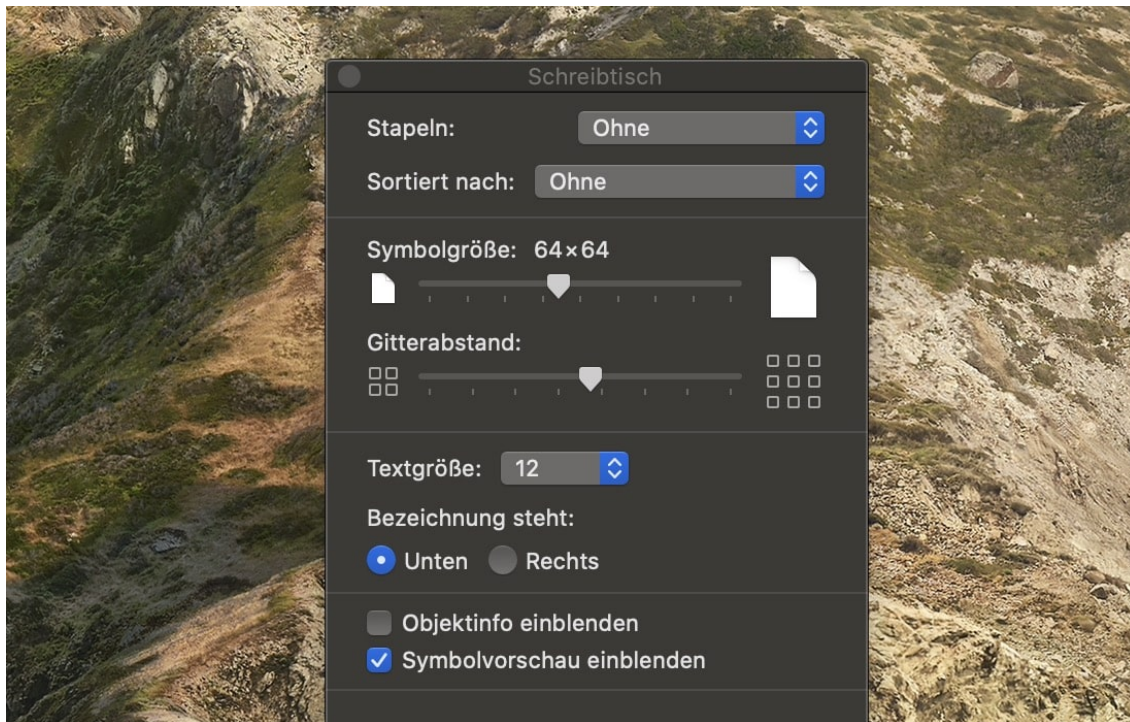 Schreibtisch
Stapeln: Ohne
Sortiert nach: Ohne
Symbolgröße: 64×64
Gitterabstand:
Textgröße: 12
Bezeichnung steht:
Unten Rechts
Objektinfo einblenden
Symbolvorschau einblenden